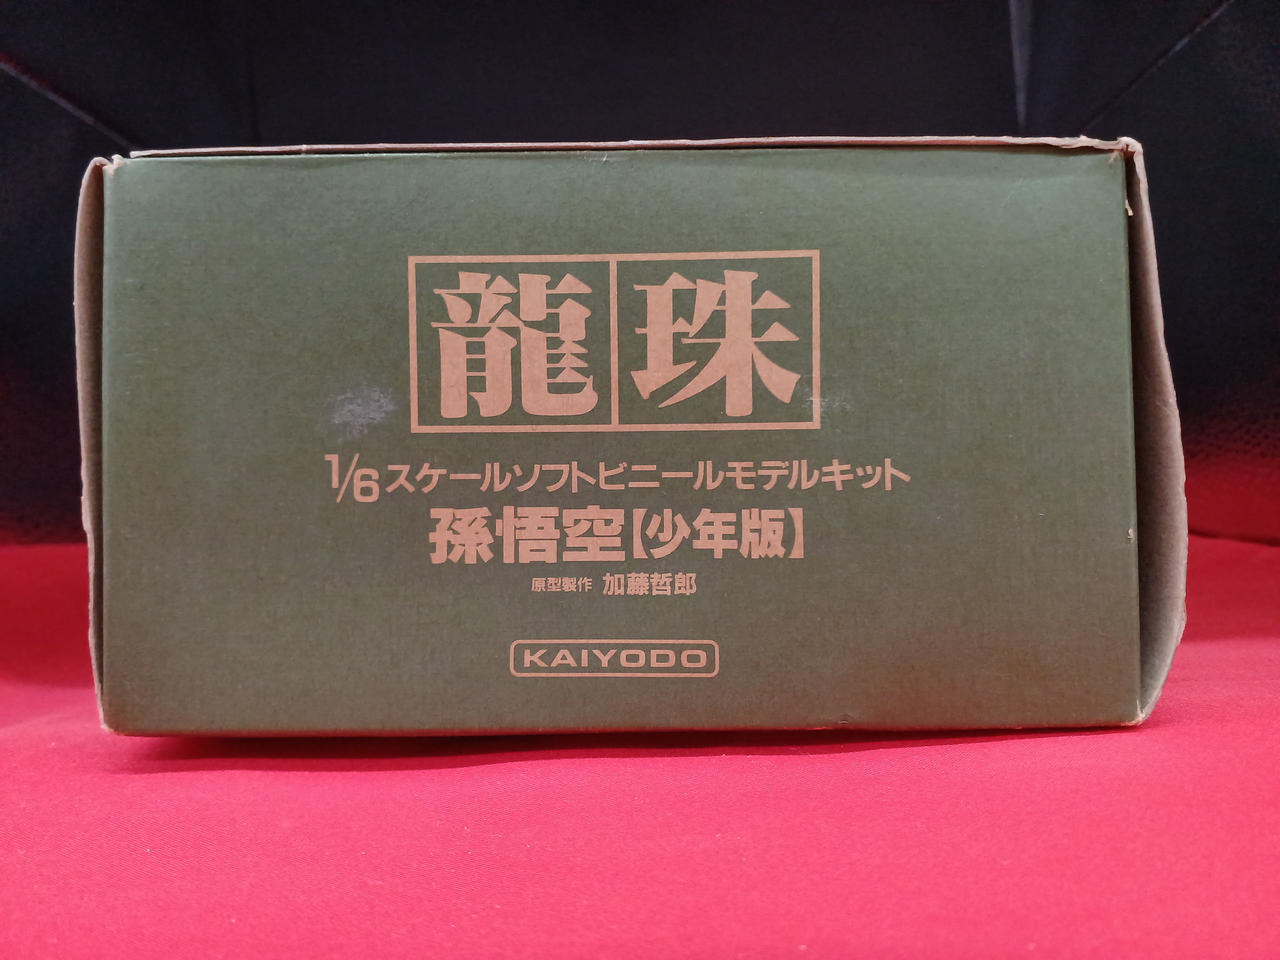 龍珠
1/6スケールソフトビニールモデルキット
孫悟空【少年版】
原型製作 加藤哲郎
KAIYODO